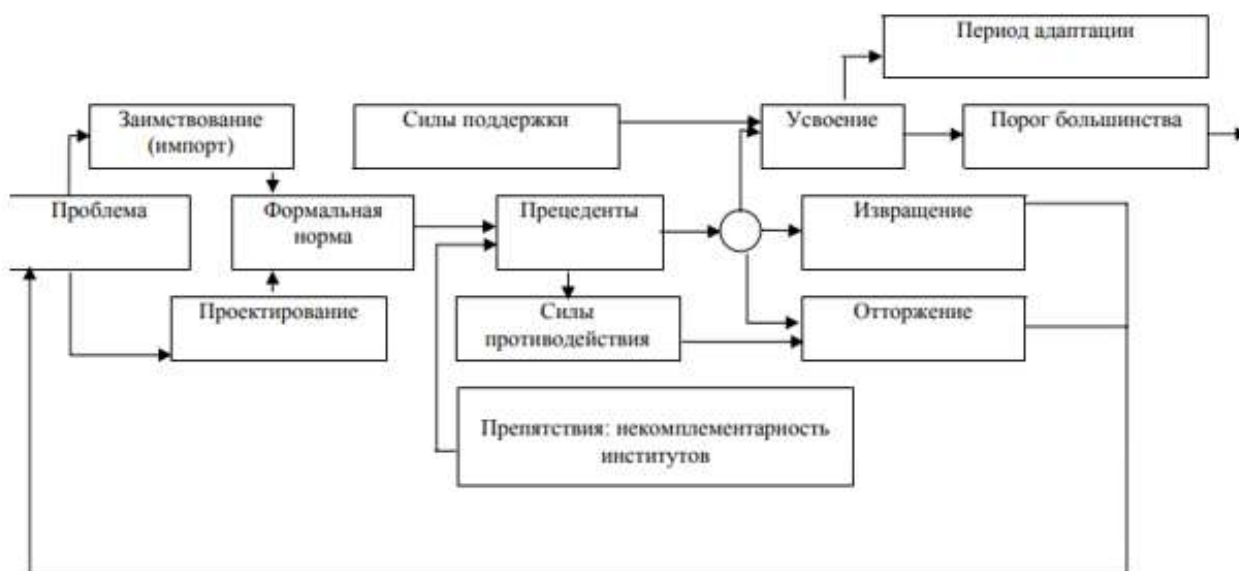 Период адаптации
Заимствование
(импорт)
Силы поддержки
Усвоение
Порог большинства
Проблема
Формальная
норма
Прецеденты
Извращение
Проектирование
Силы
противодействия
Отторжение
Препятствия: некомплементарность
институтов